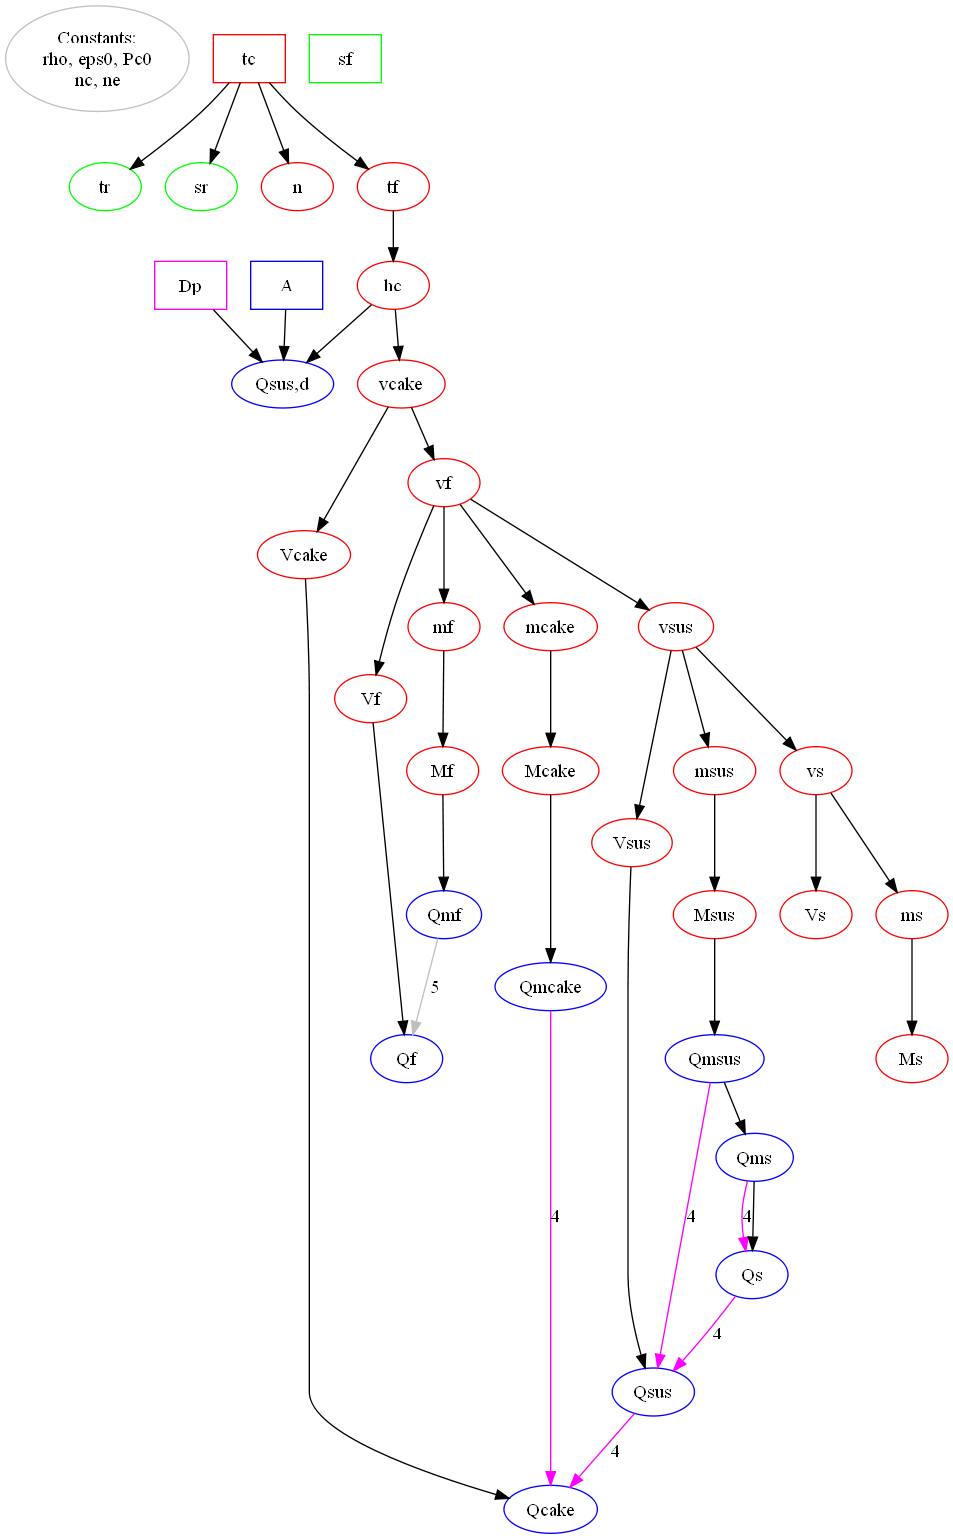 Constants:
rho, eps0, Pc0
nc, ne
tc
sf
tr
sr
n
tf
Dp
A
hc
Qsus,d
vcake
vf
Vcake
mf
mcake
vsus
Vf
Mf
Mcake
msus
vs
Vsus
Qmf
Msus
Vs
ms
5
Qmcake
Qf
Qmsus
Ms
Qms
4
4
4
Qs
4
Qsus
4
Qcake